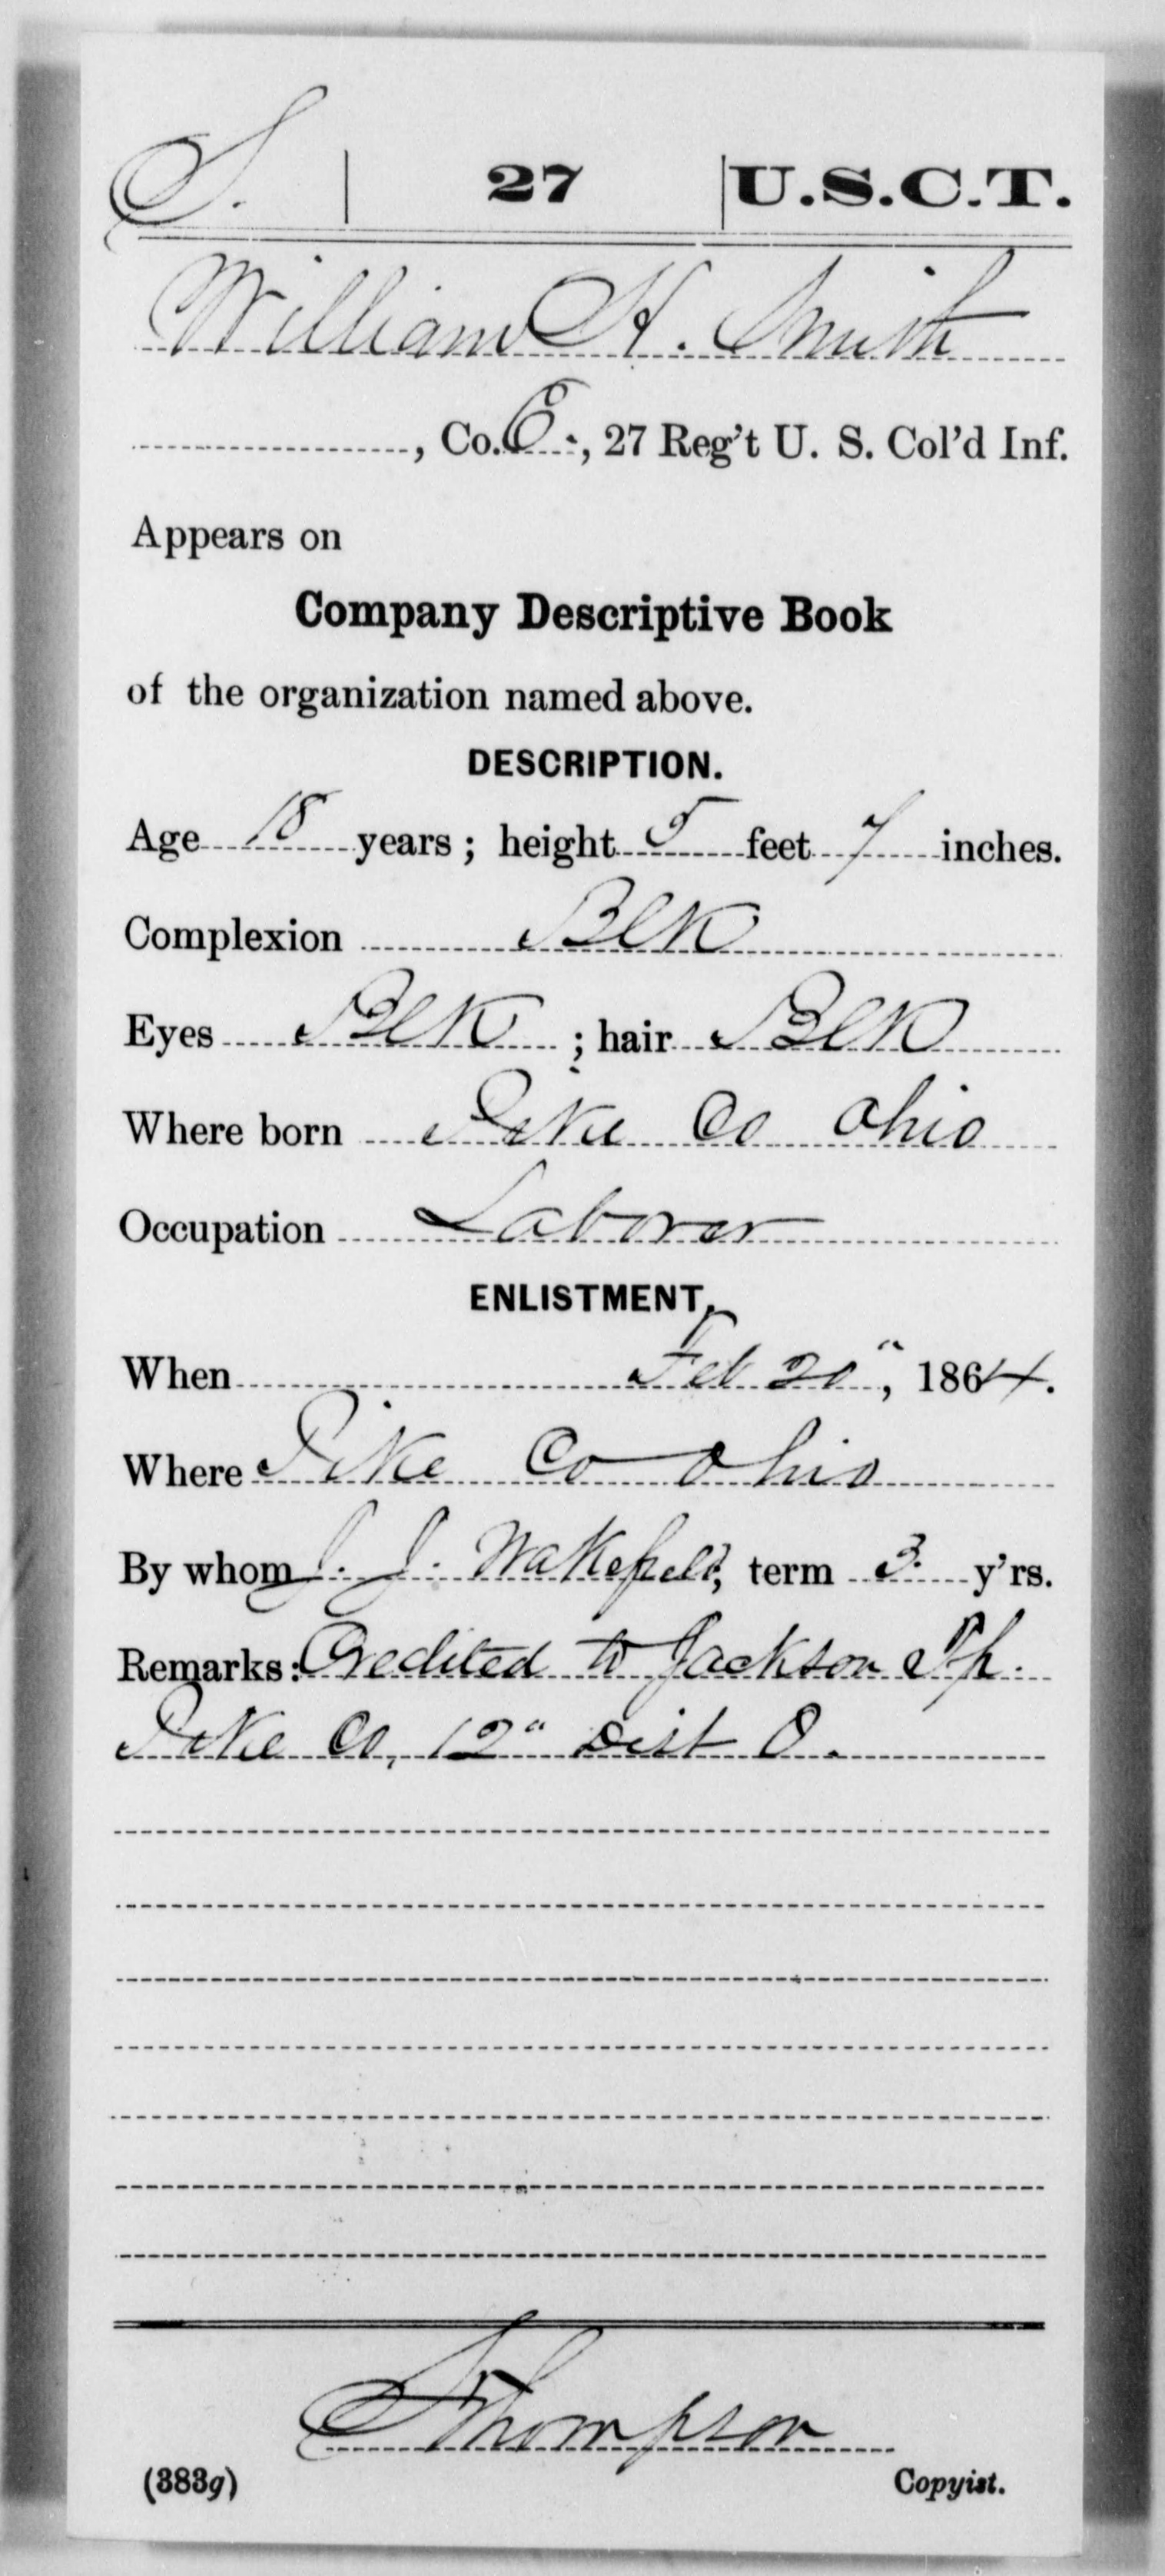 S. | 27 | U.S.C.T.
William H. Smith
, Co. E., 27 Reg't U. S. Col'd Inf.
Appears on
Company Descriptive Book
of the organization named above.
DESCRIPTION.
Age 18 years; height 5 feet 7 inches.
Complexion Blk
Eyes Blk ; hair Blk
Where born Pike Co Ohio
Occupation Laborer
ENLISTMENT.
When Feb 20", 1864.
Where Pike Co Ohio
By whom J. J. Wakefield, term 3 y'rs.
Remarks: Credited to Jackson Tp.
Pike Co, 12" Dist O.
Thompson
(383g) Copyist.